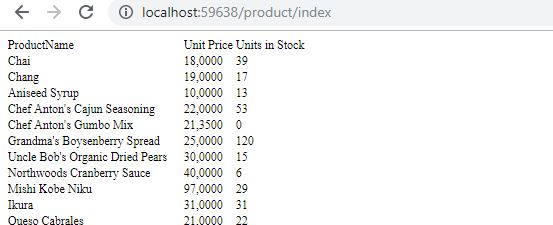 localhost:59638/product/index
ProductName Unit Price Units in Stock
Chai 18,0000 39
Chang 19,0000 17
Aniseed Syrup 10,0000 13
Chef Anton's Cajun Seasoning 22,0000 53
Chef Anton's Gumbo Mix 21,3500 0
Grandma's Boysenberry Spread 25,0000 120
Uncle Bob's Organic Dried Pears 30,0000 15
Northwoods Cranberry Sauce 40,0000 6
Mishi Kobe Niku 97,0000 29
Ikura 31,0000 31
Queso Cabrales 21,0000 22